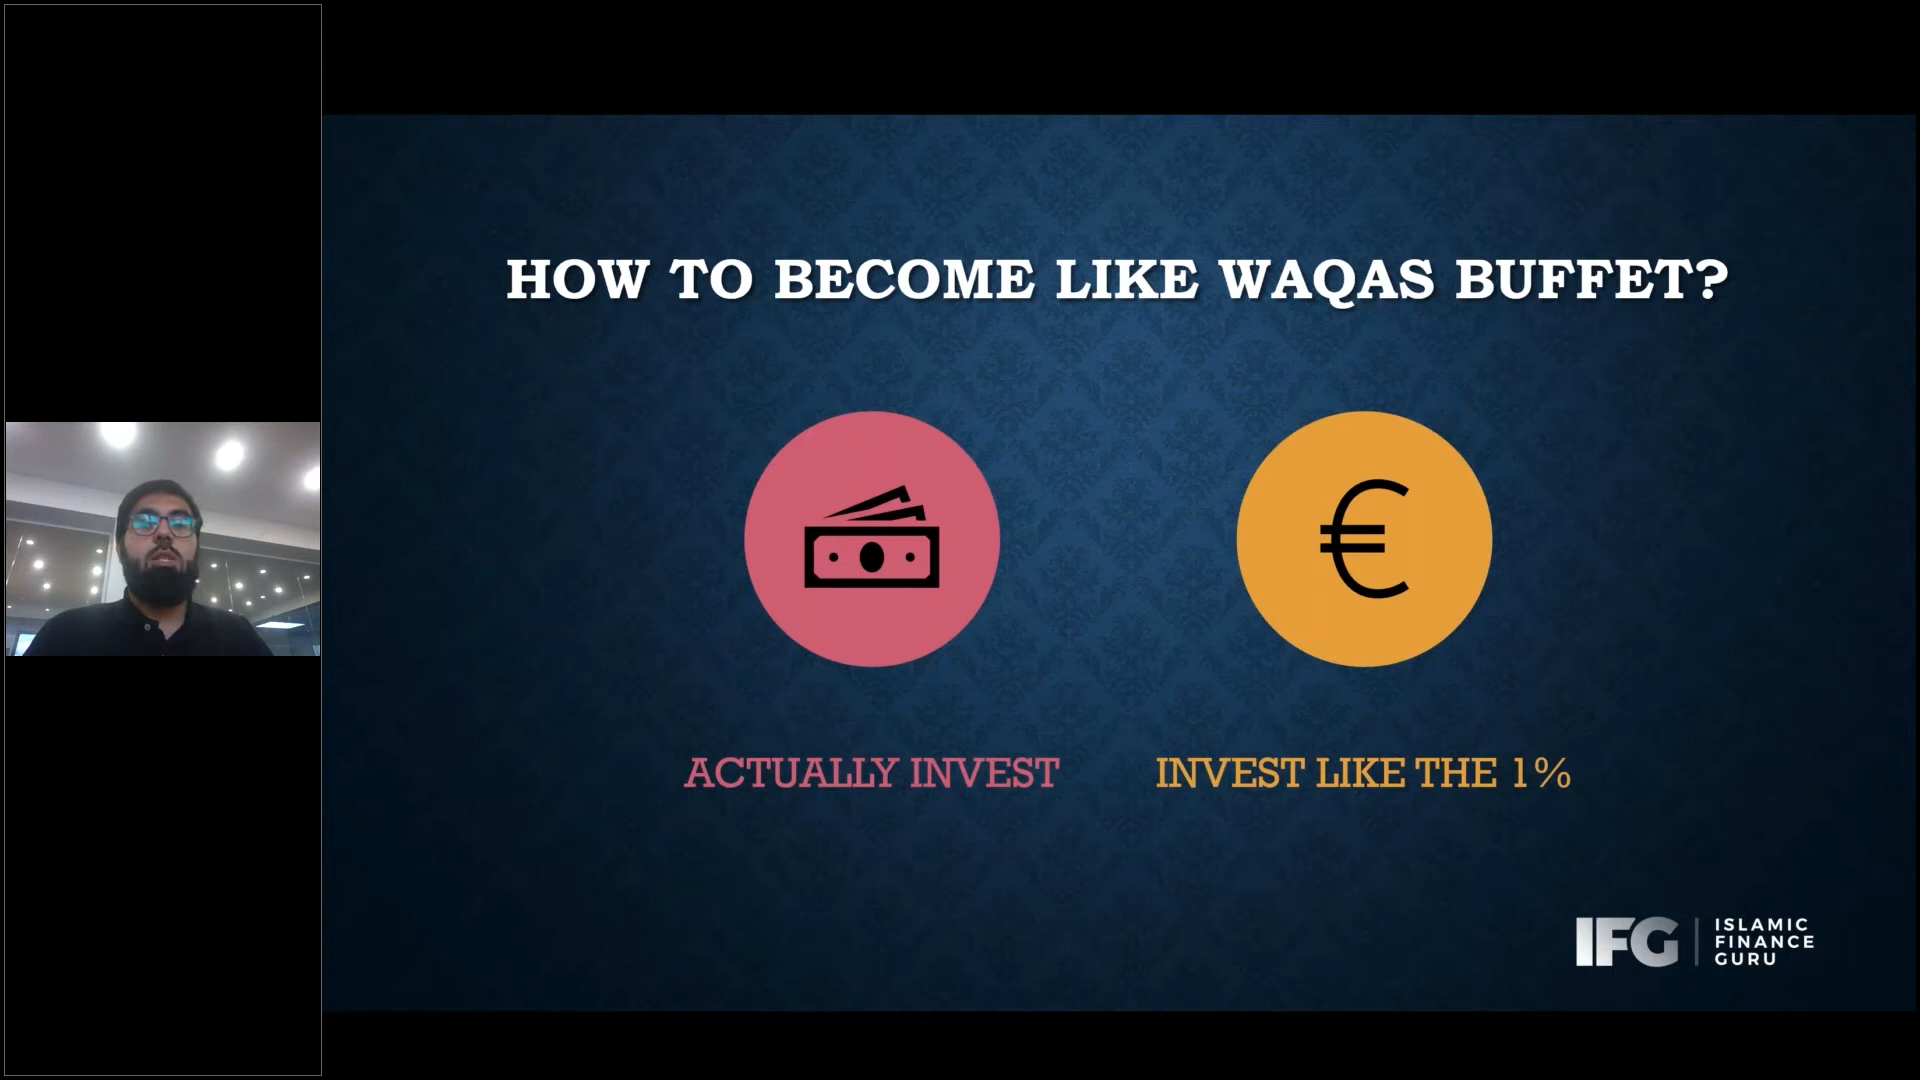 HOW TO BECOME LIKE WAQAS BUFFET?
€
ACTUALLY INVEST
INVEST LIKE THE 1%
IFG
ISLAMIC
FINANCE
GURU